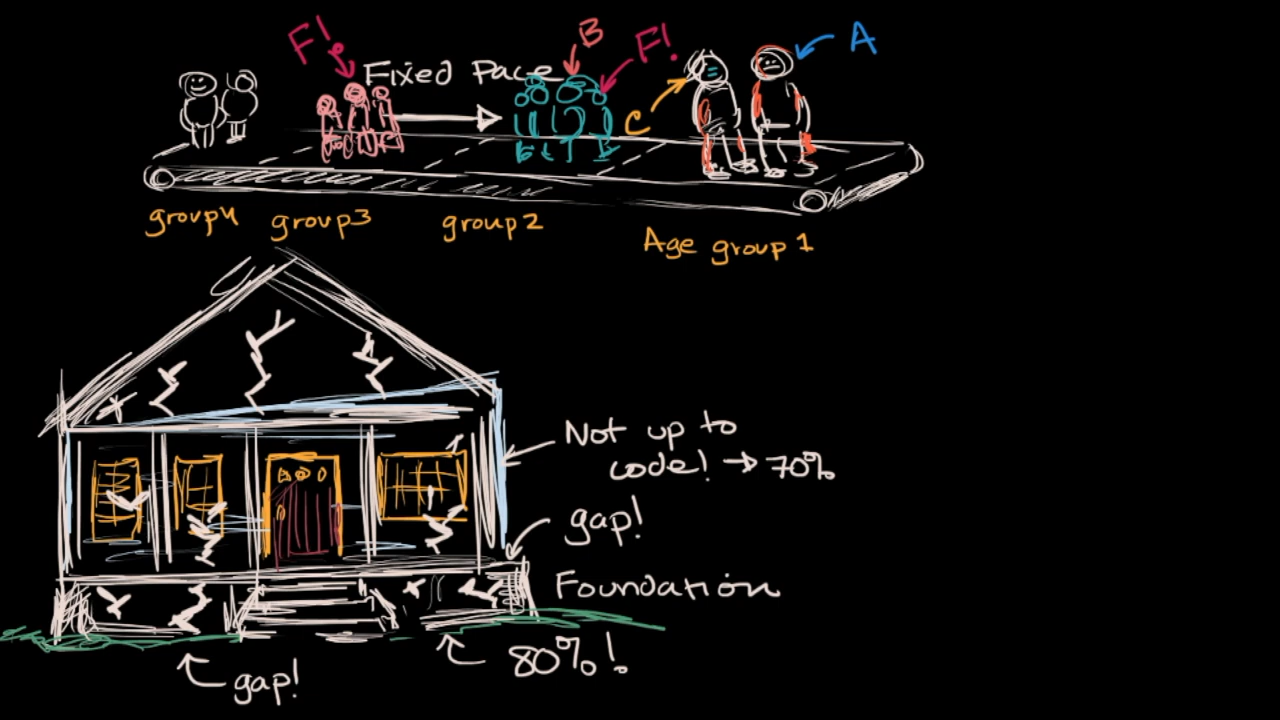 F!
B
F!
A
Fixed Pace
C
group4
group3
group2
Age group 1
Not up to
code! → 70%
gap!
Foundation
80%!
gap!